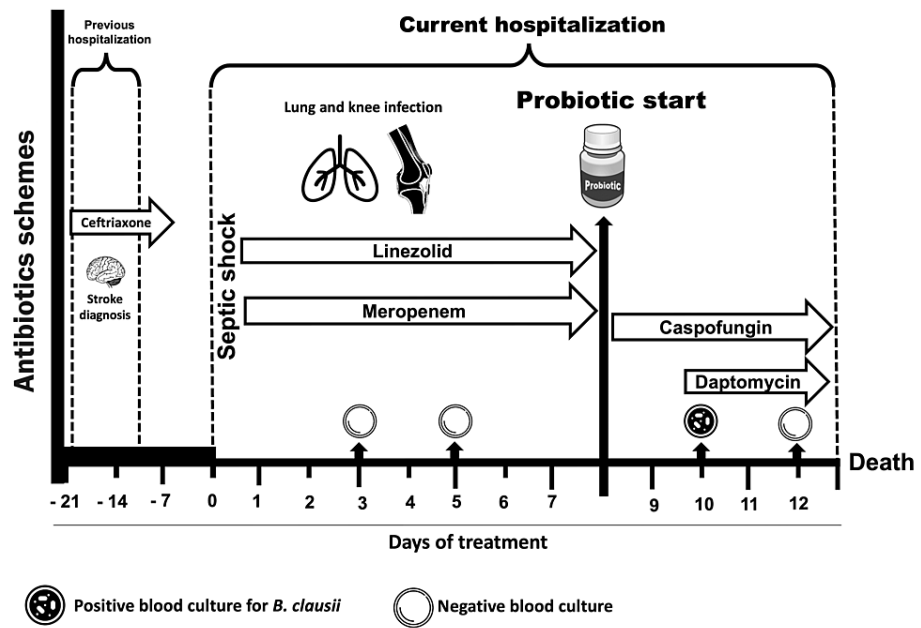 Previous
hospitalization
Current hospitalization
Antibiotics schemes
Lung and knee infection
Probiotic start
Probiotic
Ceftriaxone
Stroke
diagnosis
Septic shock
Linezolid
Meropenem
Caspofungin
Daptomycin
Death
- 21 - 14 - 7 0 1 2 3 4 5 6 7 9 10 11 12
Days of treatment
Positive blood culture for B. clausii
Negative blood culture